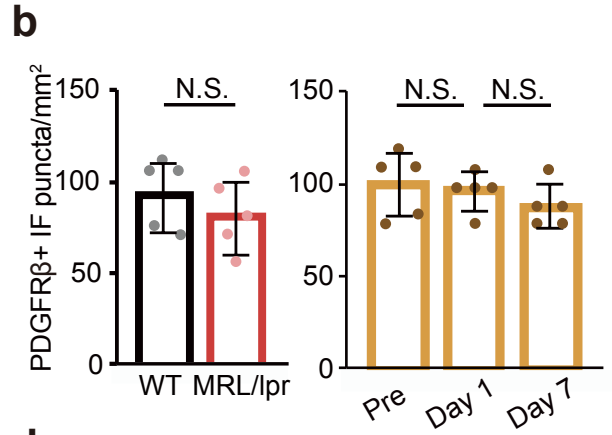 b
PDGFRβ+ IF puncta/mm²
150
100
50
0
N.S.
WT MRL/lpr
150
100
50
0
N.S. N.S.
Pre Day 1 Day 7